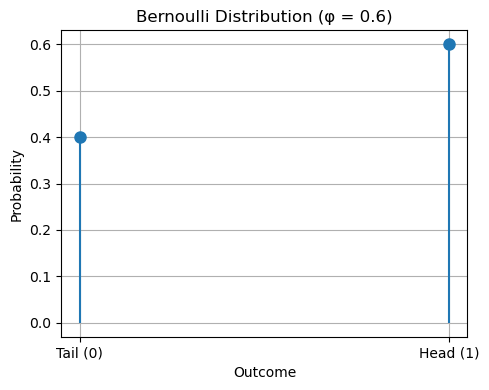 Bernoulli Distribution (φ = 0.6)
Probability
0.6
0.5
0.4
0.3
0.2
0.1
0.0
Tail (0) Head (1)
Outcome